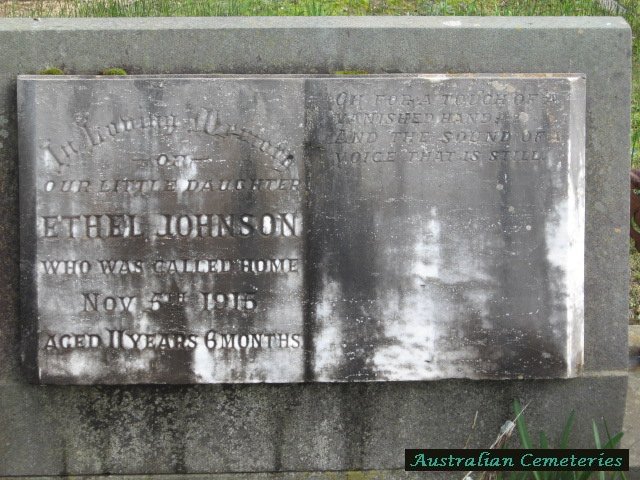 In loving Memory
OF
OUR LITTLE DAUGHTER
ETHEL JOHNSON
WHO WAS CALLED HOME
NOV 5TH 1915
AGED 11 YEARS 6 MONTHS
OH FOR A TOUCH OF A
VANISHED HAND,
AND THE SOUND OF A
VOICE THAT IS STILL.
Australian Cemeteries